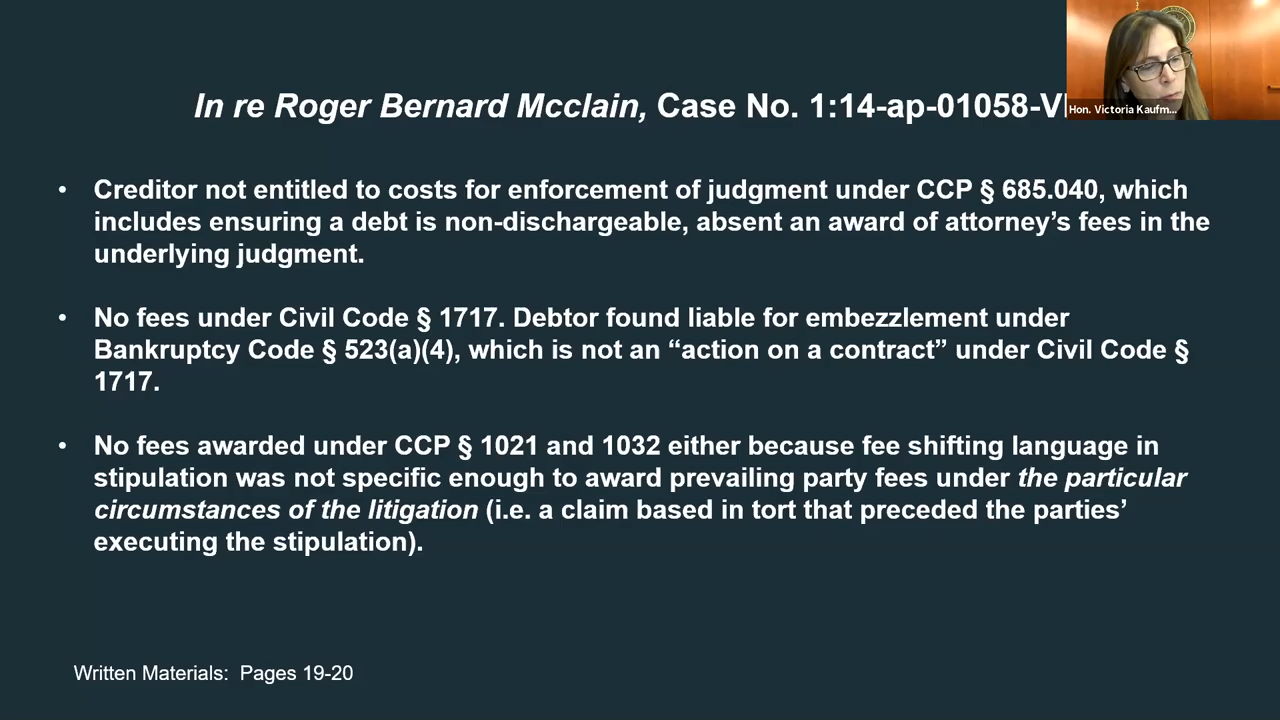 In re Roger Bernard Mcclain, Case No. 1:14-ap-01058-V
Hon. Victoria Kaufm...
• Creditor not entitled to costs for enforcement of judgment under CCP § 685.040, which
includes ensuring a debt is non-dischargeable, absent an award of attorney’s fees in the
underlying judgment.
• No fees under Civil Code § 1717. Debtor found liable for embezzlement under
Bankruptcy Code § 523(a)(4), which is not an “action on a contract” under Civil Code §
1717.
• No fees awarded under CCP § 1021 and 1032 either because fee shifting language in
stipulation was not specific enough to award prevailing party fees under the particular
circumstances of the litigation (i.e. a claim based in tort that preceded the parties’
executing the stipulation).
Written Materials: Pages 19-20